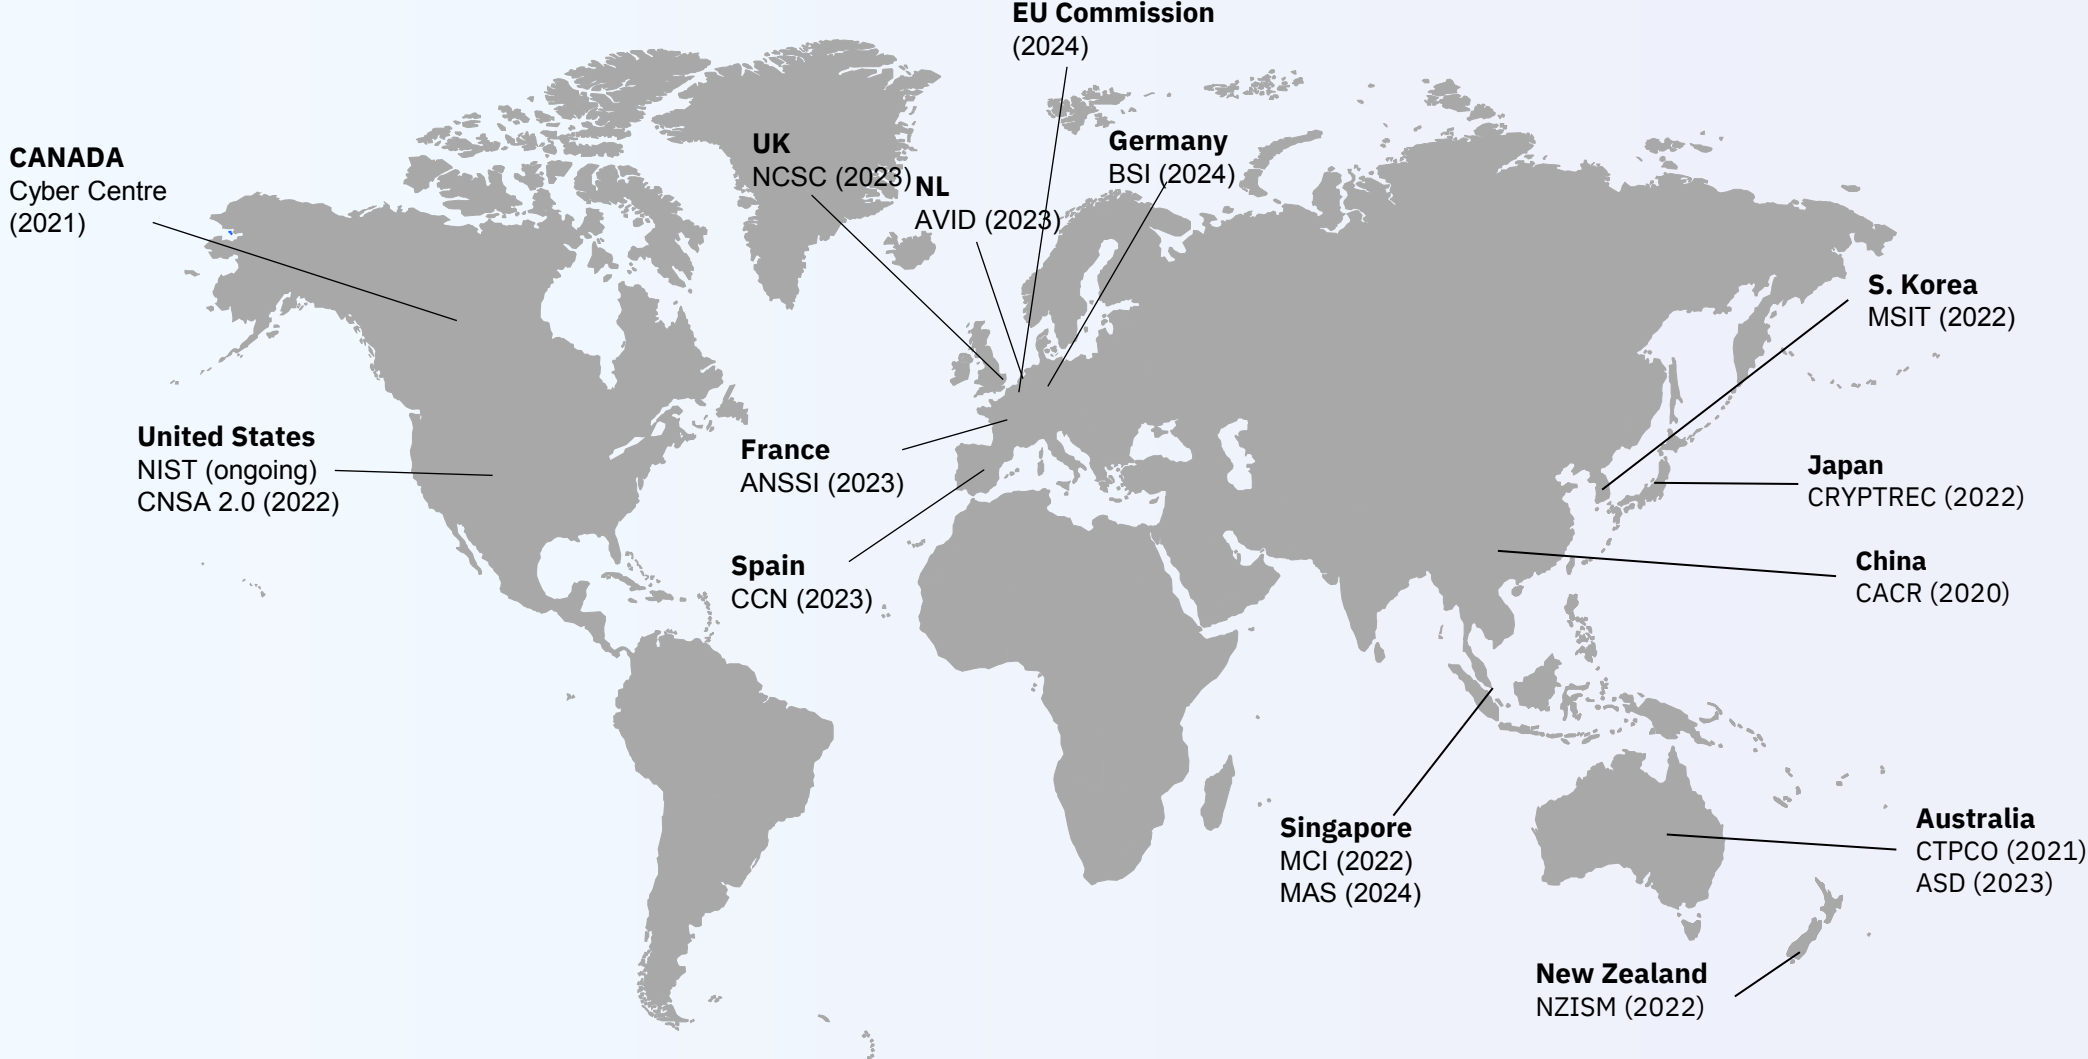 EU Commission
(2024)
CANADA
Cyber Centre
(2021)
UK
NCSC (2023)
NL
AVID (2023)
Germany
BSI (2024)
S. Korea
MSIT (2022)
United States
NIST (ongoing)
CNSA 2.0 (2022)
France
ANSSI (2023)
Japan
CRYPTREC (2022)
Spain
CCN (2023)
China
CACR (2020)
Singapore
MCI (2022)
MAS (2024)
Australia
CTPCO (2021)
ASD (2023)
New Zealand
NZISM (2022)